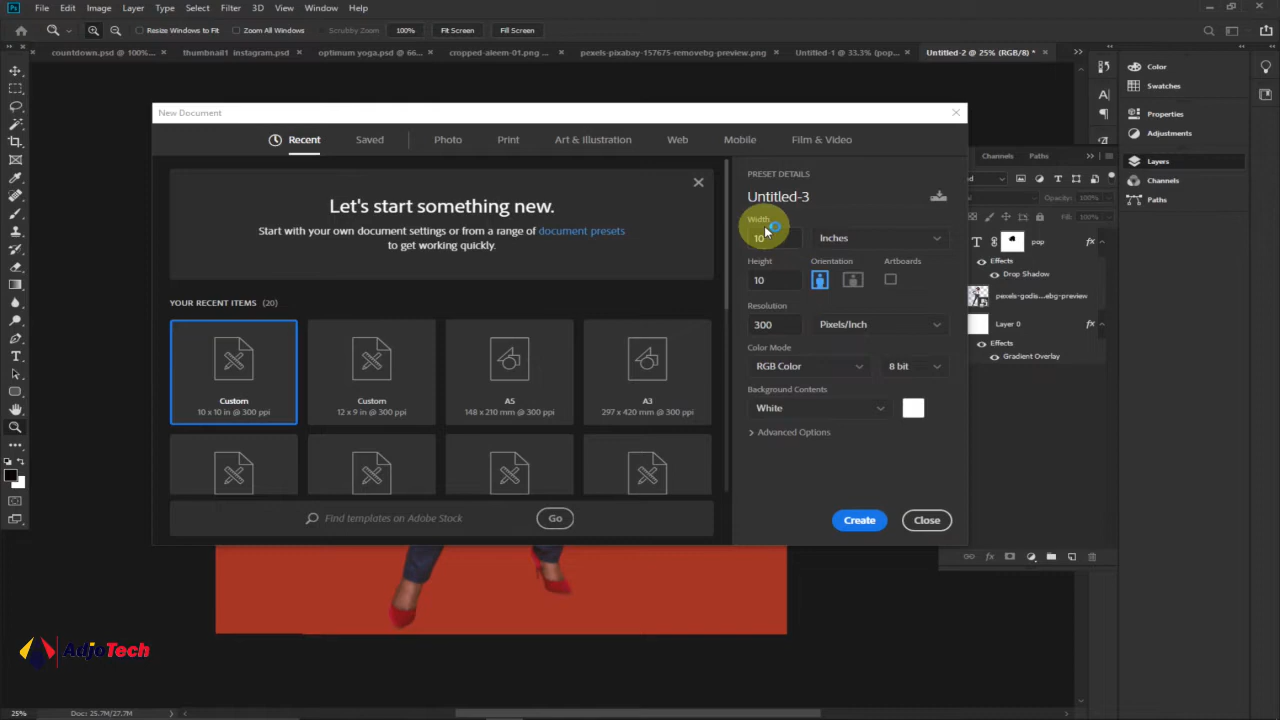 Ps File Edit Image Layer Type Select Filter 3D View Window Help
Resize Windows to Fit Zoom All Windows Scrubby Zoom 100% Fit Screen Fill Screen
countdown.psd @ 100%... × thumbnail instagram.psd × optimum yoga.psd @ 66... × cropped-aleem-01.png ... × pexels-pixabay-157675-removebg-preview.png × Untitled-1 @ 33.3% (pop... × Untitled-2 @ 25% (RGB/8) * ×
New Document
Recent Saved Photo Print Art & Illustration Web Mobile Film & Video
Let's start something new.
Start with your own document settings or from a range of document presets
to get working quickly.
YOUR RECENT ITEMS (20)
Custom
10 x 10 in @ 300 ppi
Custom
12 x 9 in @ 300 ppi
A5
148 x 210 mm @ 300 ppi
A3
297 x 420 mm @ 300 ppi
Find templates on Adobe Stock Go
PRESET DETAILS
Untitled-3
Width
10 Inches
Height Orientation Artboards
10
Resolution
300 Pixels/Inch
Color Mode
RGB Color 8 bit
Background Contents
White
Advanced Options
Create Close
Color
Swatches
Properties
Adjustments
Layers
Channels
Paths
Channels Paths
Opacity: 100%
Fill: 100%
pop fx
Effects
Drop Shadow
pexels-godis...ebg-preview
Layer 0 fx
Effects
Gradient Overlay
AdjoTech
25% Doc: 25.7M/27.7M